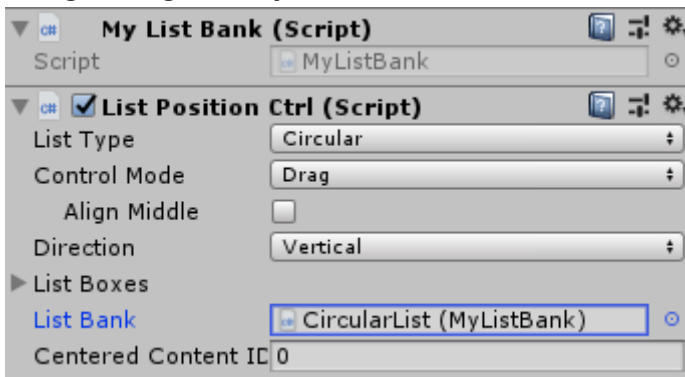 My List Bank (Script)
Script MyListBank
List Position Ctrl (Script)
List Type Circular
Control Mode Drag
Align Middle
Direction Vertical
List Boxes
List Bank CircularList (MyListBank)
Centered Content ID 0